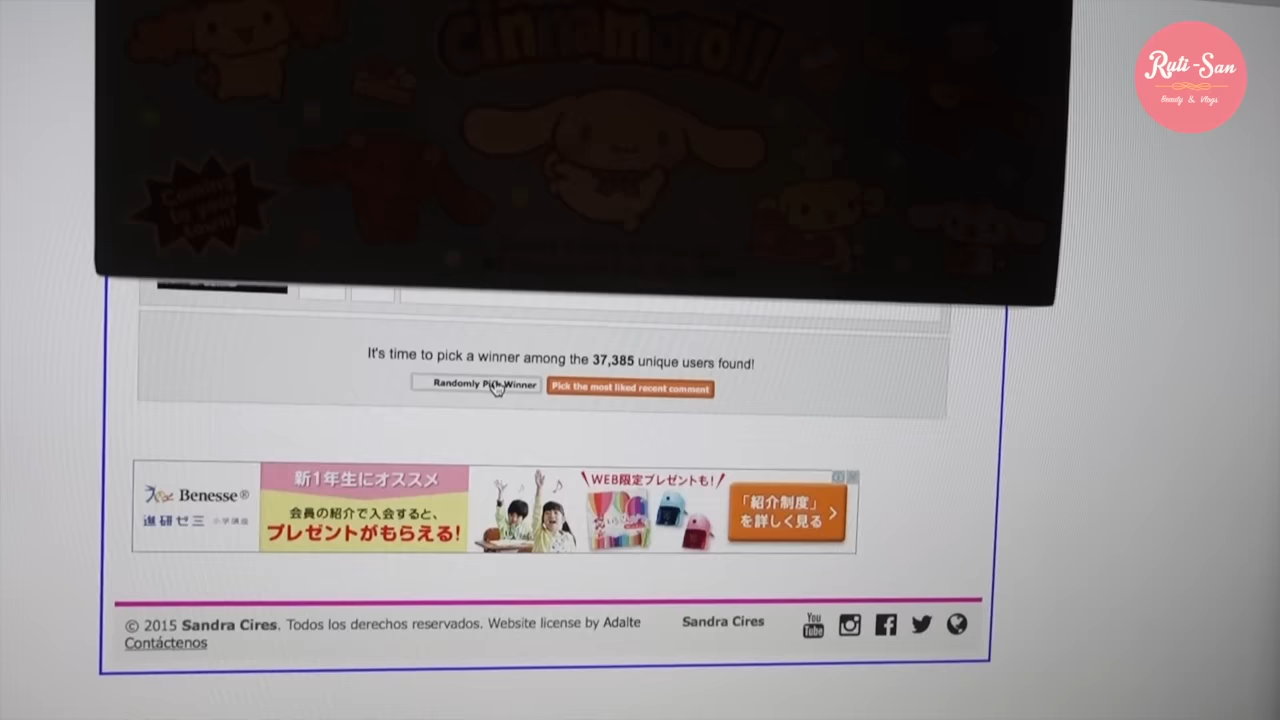 cinnamoroll
Ruti-San
Beauty & Vlogs
It's time to pick a winner among the 37,385 unique users found!
Randomly Pick Winner
Pick the most liked recent comment
Benesse®
進研ゼミ 小学講座
新1年生にオススメ
会員の紹介で入会すると、
プレゼントがもらえる!
WEB限定プレゼントも!
「紹介制度」
を詳しく見る
© 2015 Sandra Cires. Todos los derechos reservados. Website license by Adalte
Contáctenos
Sandra Cires
You
Tube